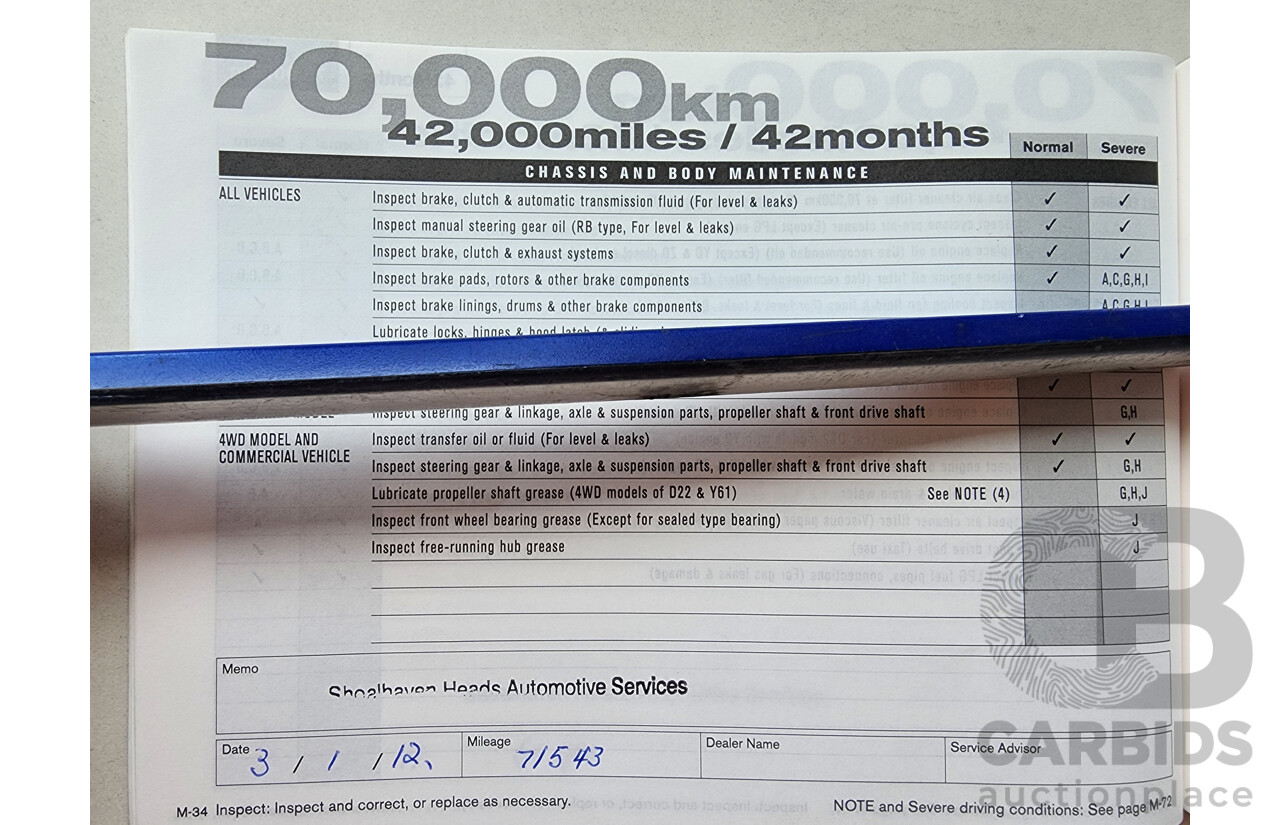 70,000km
42,000miles / 42months
Normal Severe
CHASSIS AND BODY MAINTENANCE
ALL VEHICLES
Inspect brake, clutch & automatic transmission fluid (For level & leaks) ✓ ✓
Inspect manual steering gear oil (RB type, For level & leaks) ✓ ✓
Inspect brake, clutch & exhaust systems ✓ ✓
Inspect brake pads, rotors & other brake components ✓ A,C,G,H,I
Inspect brake linings, drums & other brake components A,C,G,H,I
Lubricate locks, hinges & hood latch
✓ ✓
Inspect steering gear & linkage, axle & suspension parts, propeller shaft & front drive shaft G,H
4WD MODEL AND
COMMERCIAL VEHICLE
Inspect transfer oil or fluid (For level & leaks) ✓ ✓
Inspect steering gear & linkage, axle & suspension parts, propeller shaft & front drive shaft ✓ G,H
Lubricate propeller shaft grease (4WD models of D22 & Y61) See NOTE (4) G,H,J
Inspect front wheel bearing grease (Except for sealed type bearing) J
Inspect free-running hub grease J
Memo
Shoalhaven Heads Automotive Services
Date 3 / 1 / 12. Mileage 71543 Dealer Name Service Advisor
M-34 Inspect: Inspect and correct, or replace as necessary. NOTE and Severe driving conditions: See page M-72
CB
CARBIDS
auctionplace